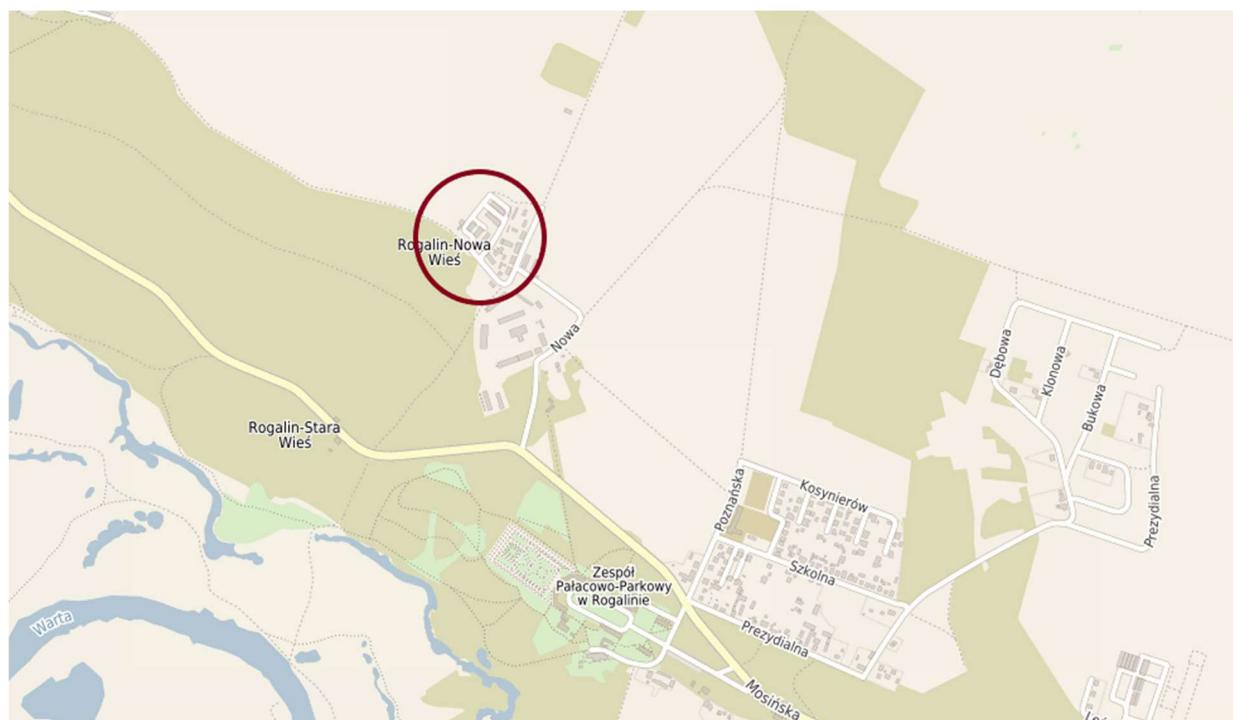 Rogalin-Nowa
Wieś
Nowa
Dębowa
Klonowa
Bukowa
Rogalin-Stara
Wieś
Poznańska
Kosynierów
Prezydialna
Szkolna
Zespół
Pałacowo-Parkowy
w Rogalinie
Warta
Prezydialna
Mosińska